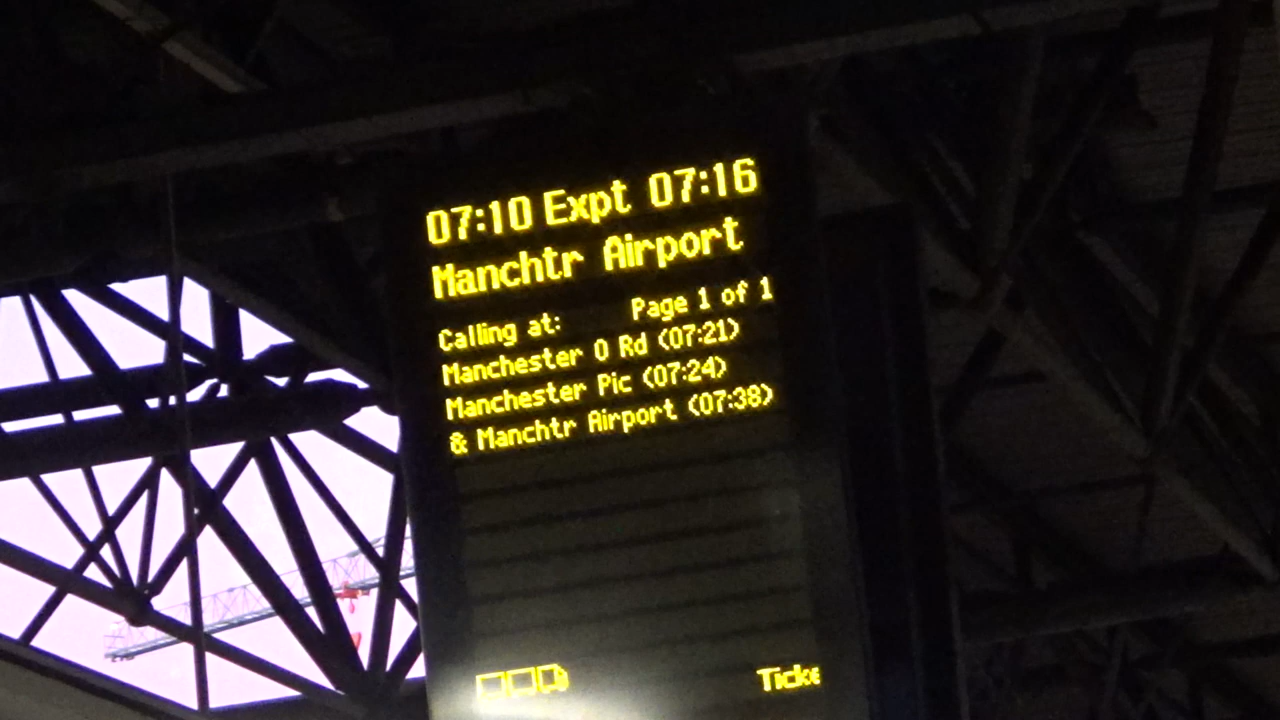 07:10 Expt 07:16
Manchtr Airport
Calling at: Page 1 of 1
Manchester O Rd (07:21)
Manchester Pic (07:24)
& Manchtr Airport (07:38)
Ticke